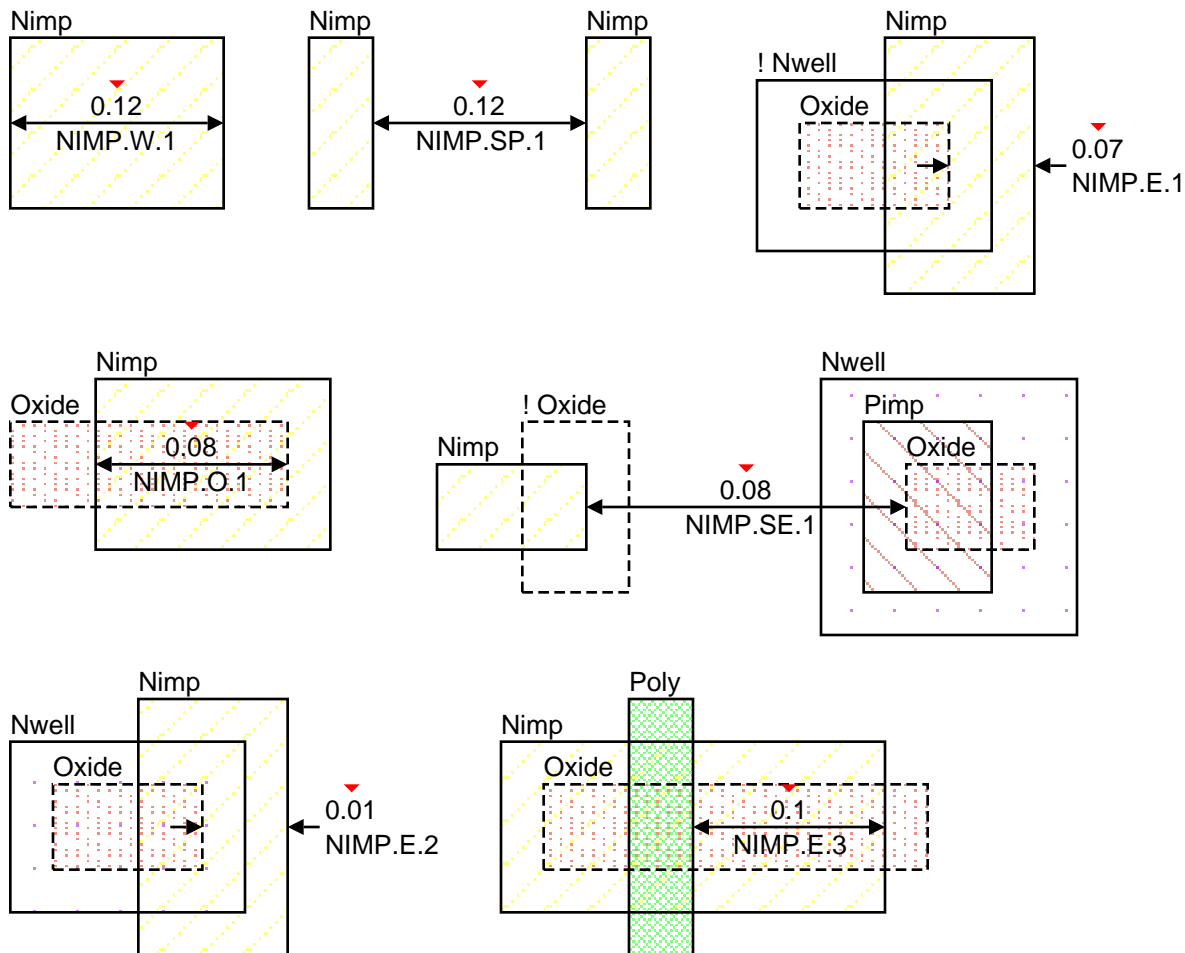 Nimp
0.12
NIMP.W.1
Nimp
Nimp
0.12
NIMP.SP.1
Nimp
! Nwell
Oxide
0.07
NIMP.E.1
Nimp
Oxide
0.08
NIMP.O.1
! Oxide
Nimp
0.08
NIMP.SE.1
Nwell
Pimp
Oxide
Nimp
Nwell
Oxide
0.01
NIMP.E.2
Poly
Nimp
Oxide
0.1
NIMP.E.3